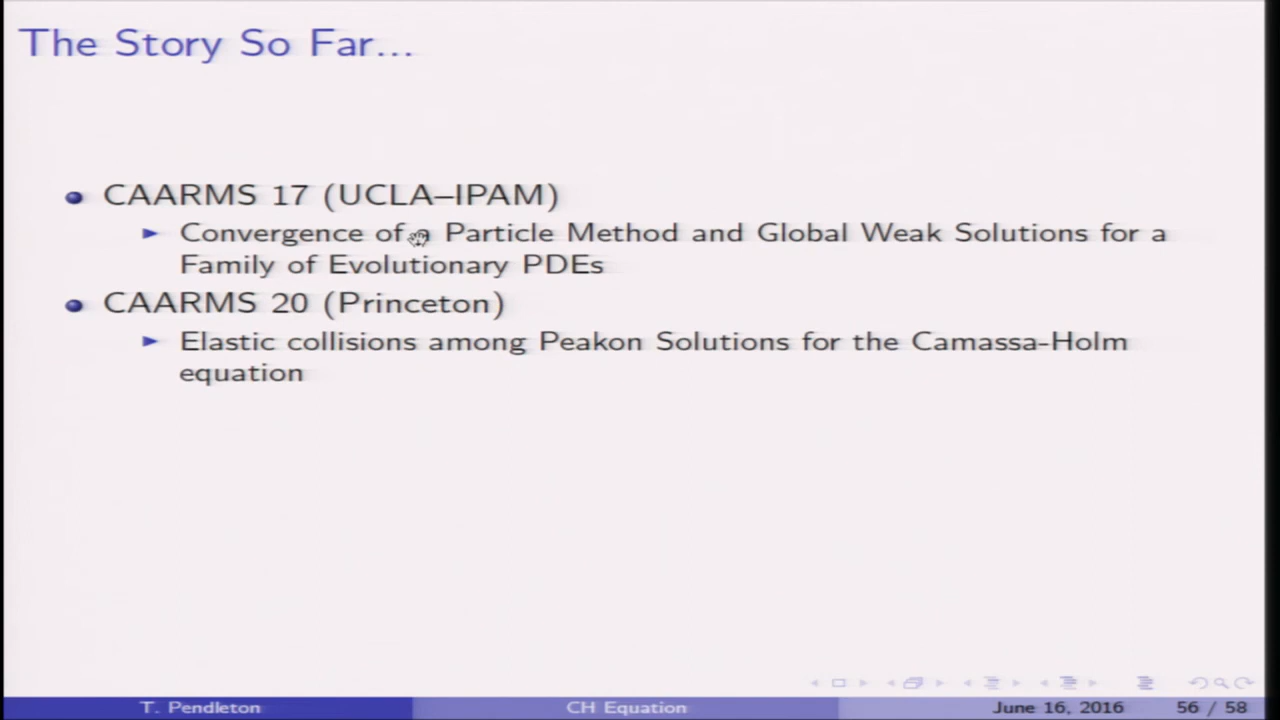 The Story So Far...
CAARMS 17 (UCLA–IPAM)
Convergence of a Particle Method and Global Weak Solutions for a
Family of Evolutionary PDEs
CAARMS 20 (Princeton)
Elastic collisions among Peakon Solutions for the Camassa-Holm
equation
T. Pendleton CH Equation June 16, 2016 56 / 58